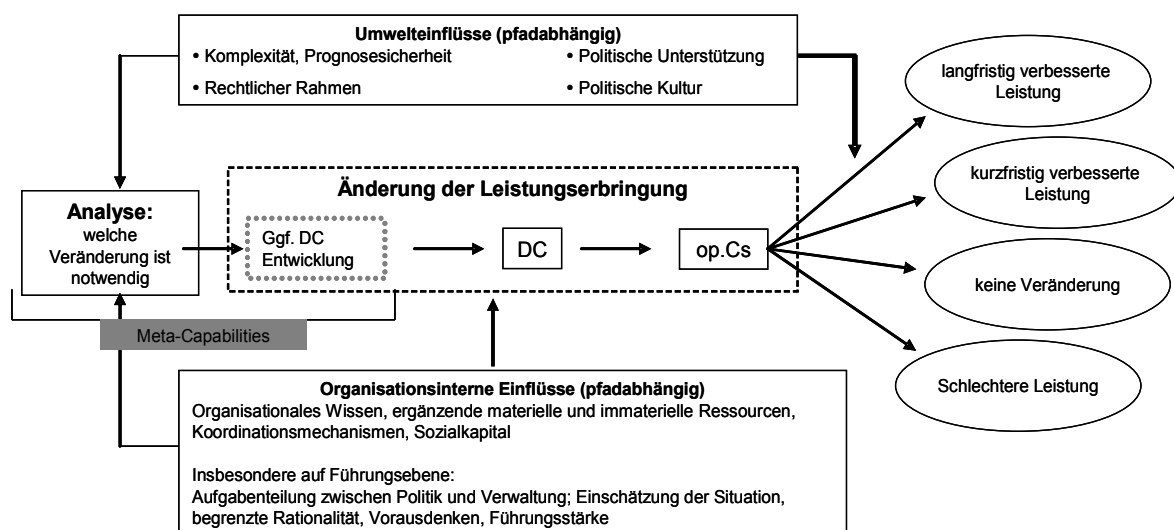 Umwelteinflüsse (pfadabhängig)
• Komplexität, Prognosesicherheit
• Politische Unterstützung
• Rechtlicher Rahmen
• Politische Kultur
langfristig verbesserte
Leistung
kurzfristig verbesserte
Leistung
keine Veränderung
Schlechtere Leistung
Änderung der Leistungserbringung
Analyse:
welche
Veränderung ist
notwendig
Ggf. DC
Entwicklung
DC
op.Cs
Meta-Capabilities
Organisationsinterne Einflüsse (pfadabhängig)
Organisationales Wissen, ergänzende materielle und immaterielle Ressourcen,
Koordinationsmechanismen, Sozialkapital
Insbesondere auf Führungsebene:
Aufgabenteilung zwischen Politik und Verwaltung; Einschätzung der Situation,
begrenzte Rationalität, Vorausdenken, Führungsstärke